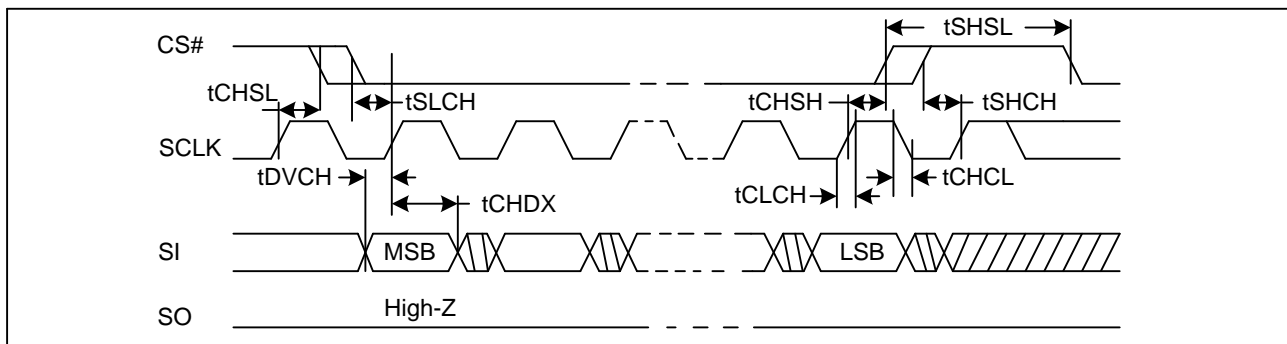 CS#
tSHSL
tCHSL
tSLCH
tCHSH
tSHCH
SCLK
tDVCH
tCHDX
tCLCH
tCHCL
SI
MSB
LSB
SO
High-Z